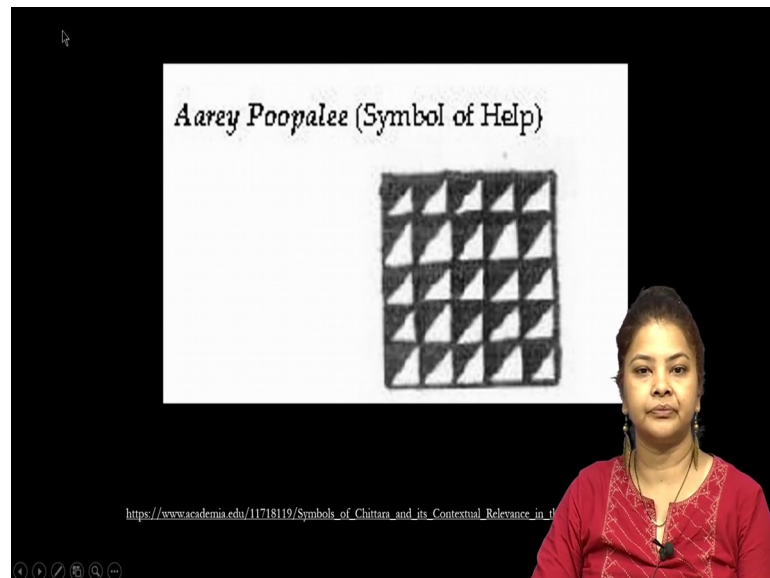 Aarey Poopalee (Symbol of Help)
https://www.academia.edu/11718119/Symbols_of_Chittara_and_its_Contextual_Relevance_in_th